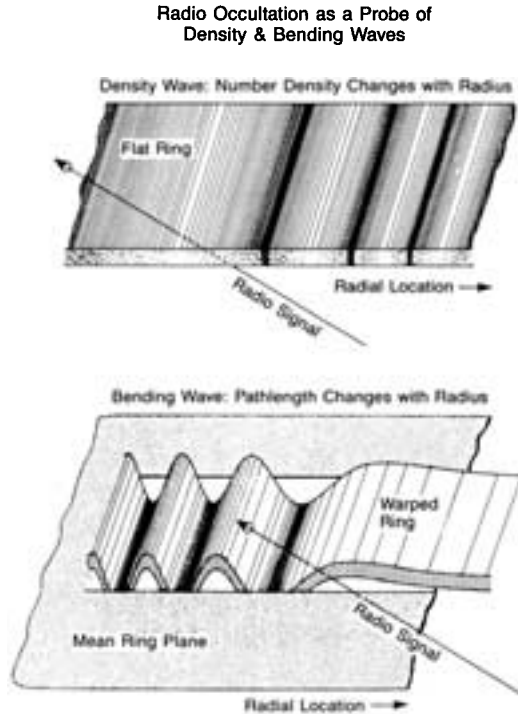 Radio Occultation as a Probe of
Density & Bending Waves
Density Wave: Number Density Changes with Radius
Flat Ring
Radial Location
Radio Signal
Bending Wave: Pathlength Changes with Radius
Warped
Ring
Radio Signal
Mean Ring Plane
Radial Location